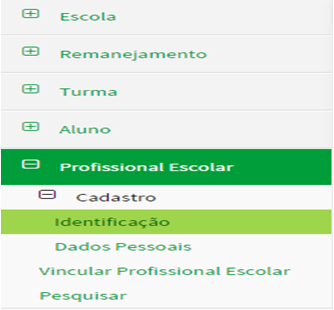 Escola
Remanejamento
Turma
Aluno
Profissional Escolar
Cadastro
Identificação
Dados Pessoais
Vincular Profissional Escolar
Pesquisar